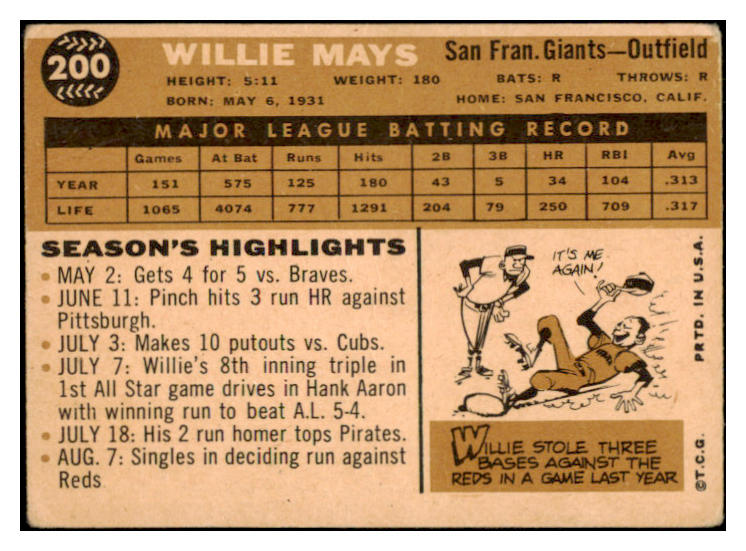 200
WILLIE MAYS San Fran. Giants—Outfield
HEIGHT: 5:11 WEIGHT: 180 BATS: R THROWS: R
BORN: MAY 6, 1931 HOME: SAN FRANCISCO, CALIF.
MAJOR LEAGUE BATTING RECORD
Games At Bat Runs Hits 2B 3B HR RBI Avg
YEAR 151 575 125 180 43 5 34 104 .313
LIFE 1065 4074 777 1291 204 79 250 709 .317
SEASON'S HIGHLIGHTS
• MAY 2: Gets 4 for 5 vs. Braves.
• JUNE 11: Pinch hits 3 run HR against
Pittsburgh.
• JULY 3: Makes 10 putouts vs. Cubs.
• JULY 7: Willie's 8th inning triple in
1st All Star game drives in Hank Aaron
with winning run to beat A.L. 5-4.
• JULY 18: His 2 run homer tops Pirates.
• AUG. 7: Singles in deciding run against
Reds
IT'S ME
AGAIN!
WILLIE STOLE THREE
BASES AGAINST THE
REDS IN A GAME LAST YEAR
©T.C.G. PRTD. IN U.S.A.